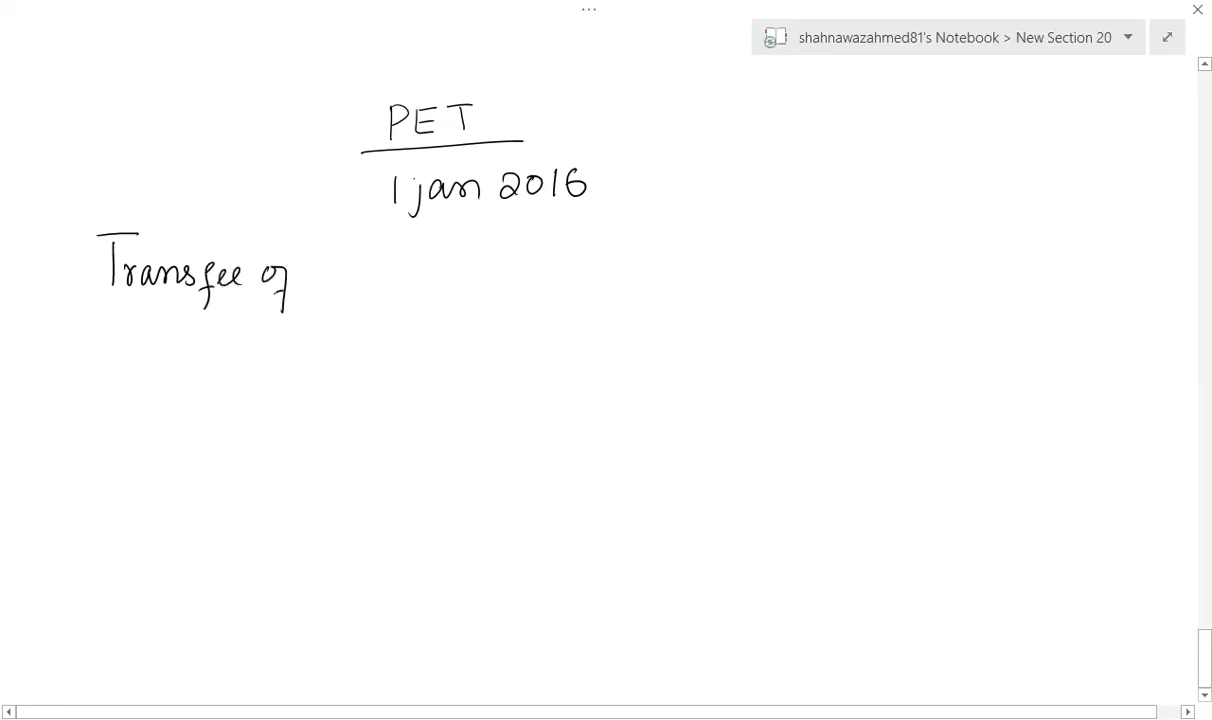 ...
shahnawazahmed81's Notebook > New Section 20
PET
1 jan 2016
Transfee of